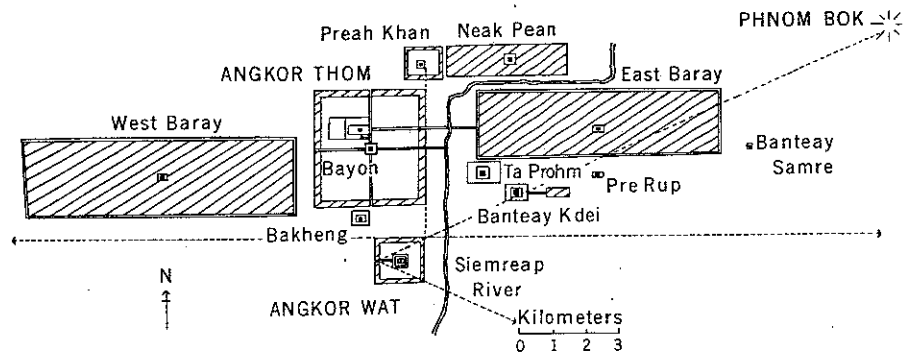 PHNOM BOK
Preah Khan
Neak Pean
ANGKOR THOM
East Baray
West Baray
Bayon
Ta Prohm
Banteay
Samre
Pre Rup
Banteay Kdei
Bakheng
Siemreap
River
N
ANGKOR WAT
Kilometers
0 1 2 3